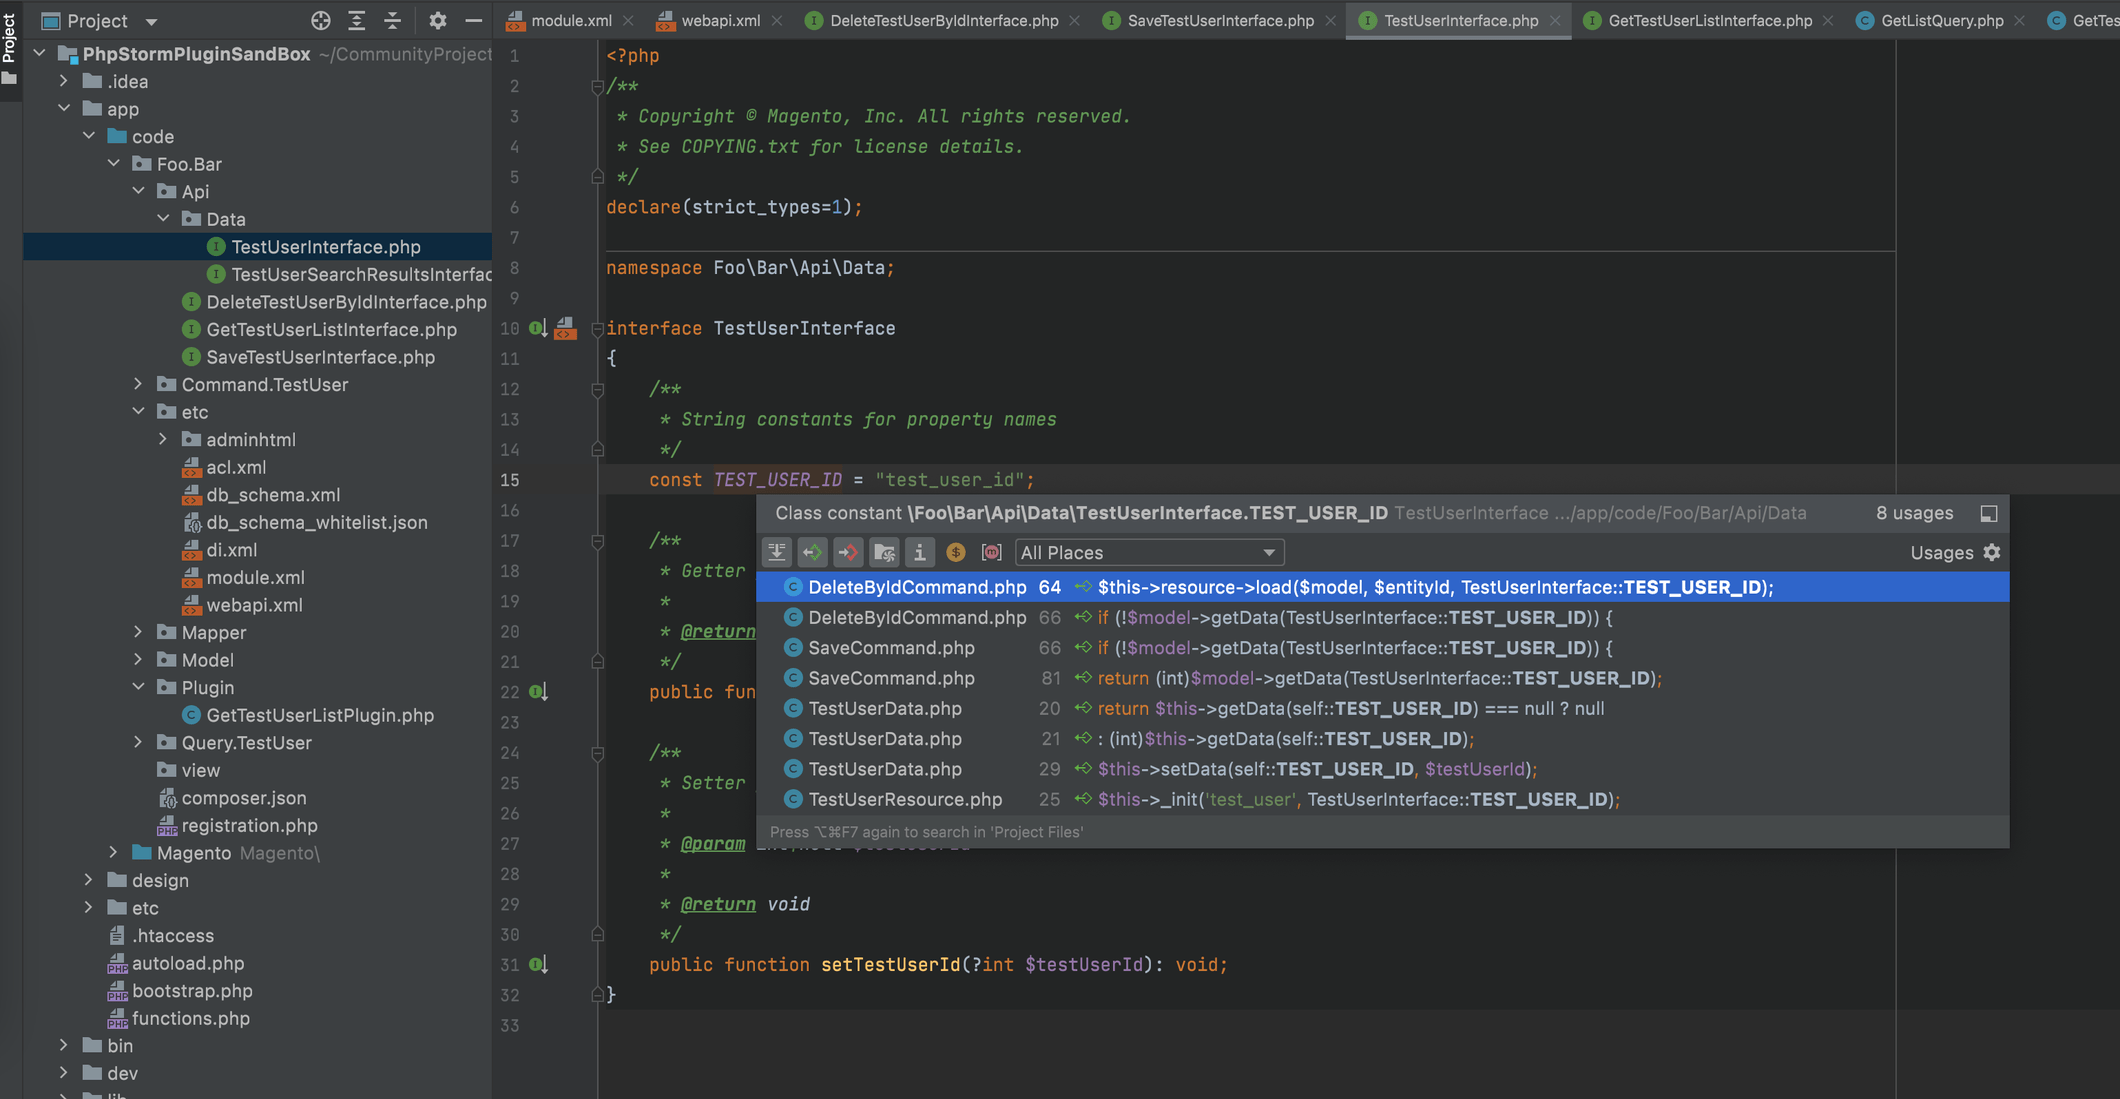 Project
Project
PhpStormPluginSandBox ~/CommunityProject
.idea
app
code
Foo.Bar
Api
Data
TestUserInterface.php
TestUserSearchResultsInterfac
DeleteTestUserByIdInterface.php
GetTestUserListInterface.php
SaveTestUserInterface.php
Command.TestUser
etc
adminhtml
acl.xml
db_schema.xml
db_schema_whitelist.json
di.xml
module.xml
webapi.xml
Mapper
Model
Plugin
GetTestUserListPlugin.php
Query.TestUser
view
composer.json
registration.php
Magento Magento\
design
etc
.htaccess
autoload.php
bootstrap.php
functions.php
bin
dev
module.xml
webapi.xml
DeleteTestUserByIdInterface.php
SaveTestUserInterface.php
TestUserInterface.php
GetTestUserListInterface.php
GetListQuery.php
GetTes
1 <?php
2 /**
3 * Copyright © Magento, Inc. All rights reserved.
4 * See COPYING.txt for license details.
5 */
6 declare(strict_types=1);
7
8 namespace Foo\Bar\Api\Data;
9
10 interface TestUserInterface
11 {
12 /**
13 * String constants for property names
14 */
15 const TEST_USER_ID = "test_user_id";
16
17 /**
18 * Getter
19 *
20 * @return
21 */
22 public fun
23
24 /**
25 * Setter
26 *
27 * @param
28 *
29 * @return void
30 */
31 public function setTestUserId(?int $testUserId): void;
32 }
33
Class constant \Foo\Bar\Api\Data\TestUserInterface.TEST_USER_ID TestUserInterface .../app/code/Foo/Bar/Api/Data 8 usages
All Places Usages
DeleteByIdCommand.php 64 $this->resource->load($model, $entityId, TestUserInterface::TEST_USER_ID);
DeleteByIdCommand.php 66 if (!$model->getData(TestUserInterface::TEST_USER_ID)) {
SaveCommand.php 66 if (!$model->getData(TestUserInterface::TEST_USER_ID)) {
SaveCommand.php 81 return (int)$model->getData(TestUserInterface::TEST_USER_ID);
TestUserData.php 20 return $this->getData(self::TEST_USER_ID) === null ? null
TestUserData.php 21 : (int)$this->getData(self::TEST_USER_ID);
TestUserData.php 29 $this->setData(self::TEST_USER_ID, $testUserId);
TestUserResource.php 25 $this->_init('test_user', TestUserInterface::TEST_USER_ID);
Press ⌥⌘F7 again to search in 'Project Files'